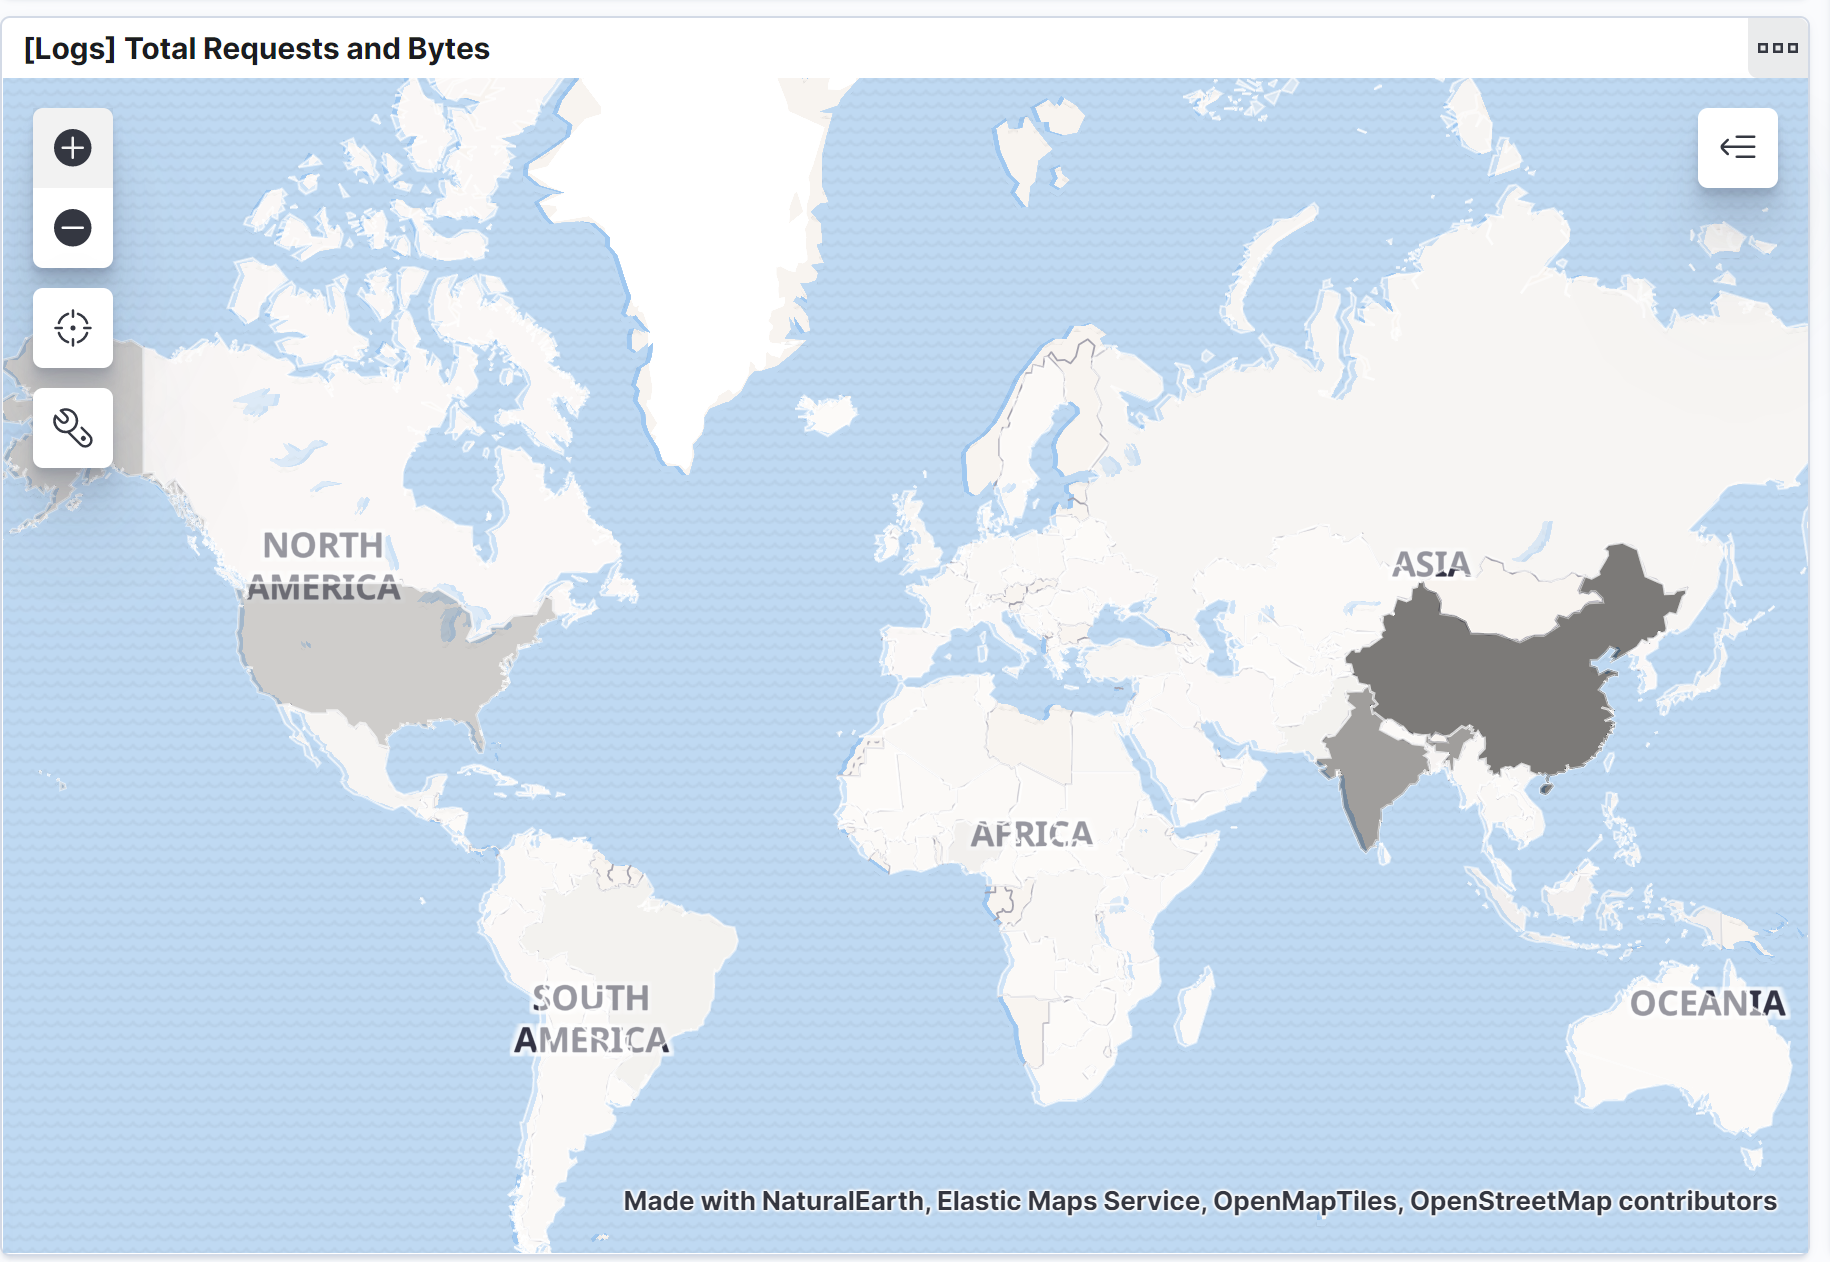 [Logs] Total Requests and Bytes
NORTH
AMERICA
ASIA
AFRICA
SOUTH
AMERICA
OCEANIA
Made with NaturalEarth, Elastic Maps Service, OpenMapTiles, OpenStreetMap contributors